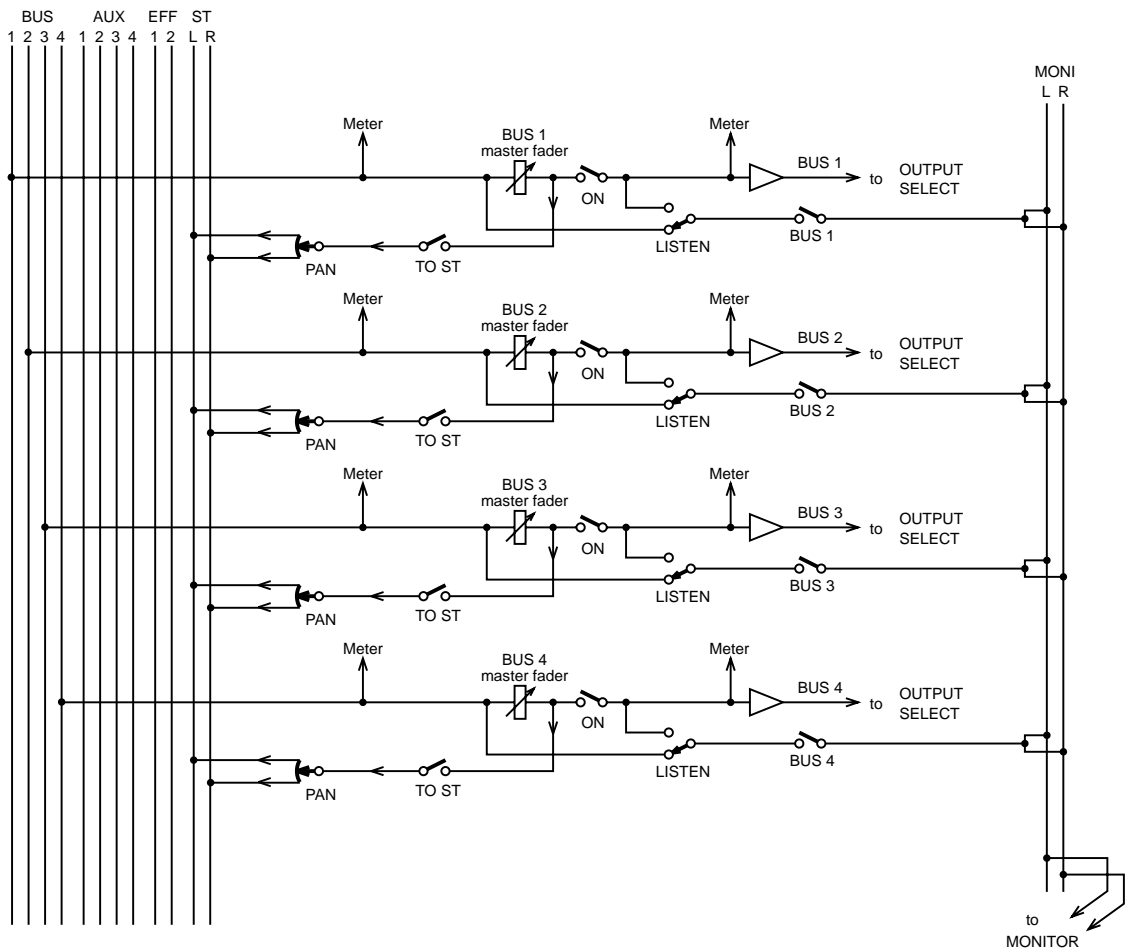 BUS AUX EFF ST
1 2 3 4 1 2 3 4 1 2 L R
MONI
L R
Meter
BUS 1
master fader
ON
Meter
BUS 1
to OUTPUT
SELECT
LISTEN
BUS 1
PAN
TO ST
Meter
BUS 2
master fader
ON
Meter
BUS 2
to OUTPUT
SELECT
LISTEN
BUS 2
PAN
TO ST
Meter
BUS 3
master fader
ON
Meter
BUS 3
to OUTPUT
SELECT
LISTEN
BUS 3
PAN
TO ST
Meter
BUS 4
master fader
ON
Meter
BUS 4
to OUTPUT
SELECT
LISTEN
BUS 4
PAN
TO ST
to
MONITOR